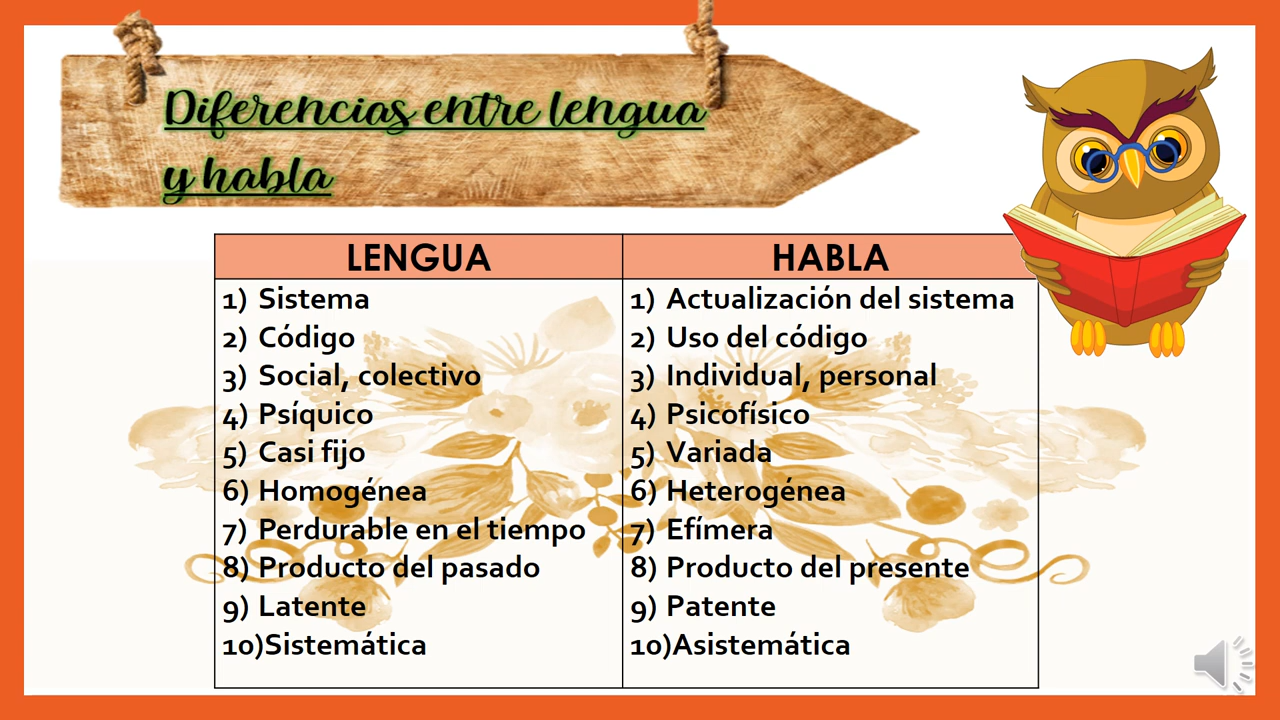 Diferencias entre lengua
y habla
LENGUA
1) Sistema
2) Código
3) Social, colectivo
4) Psíquico
5) Casi fijo
6) Homogénea
7) Perdurable en el tiempo
8) Producto del pasado
9) Latente
10)Sistemática
HABLA
1) Actualización del sistema
2) Uso del código
3) Individual, personal
4) Psicofísico
5) Variada
6) Heterogénea
7) Efímera
8) Producto del presente
9) Patente
10)Asistemática